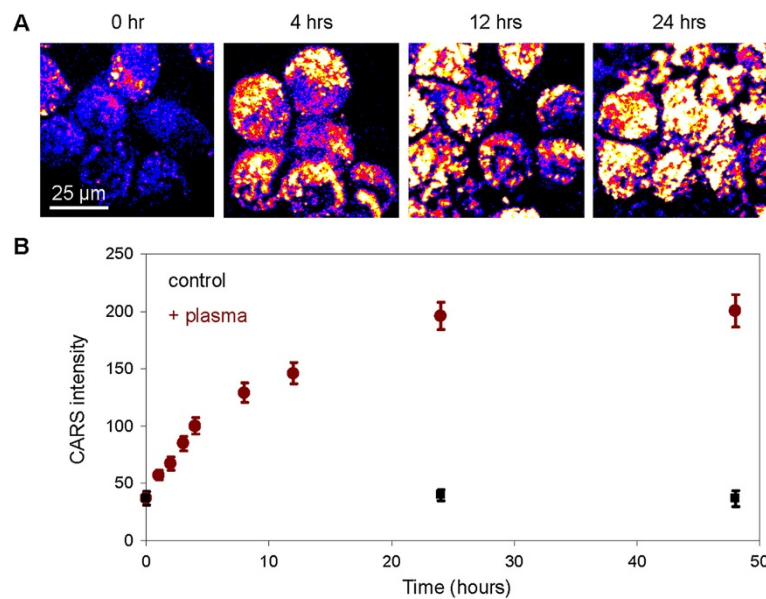 A
0 hr
4 hrs
12 hrs
24 hrs
25 µm
B
250
200
150
100
50
0
control
+ plasma
CARS intensity
0
10
20
30
40
50
Time (hours)